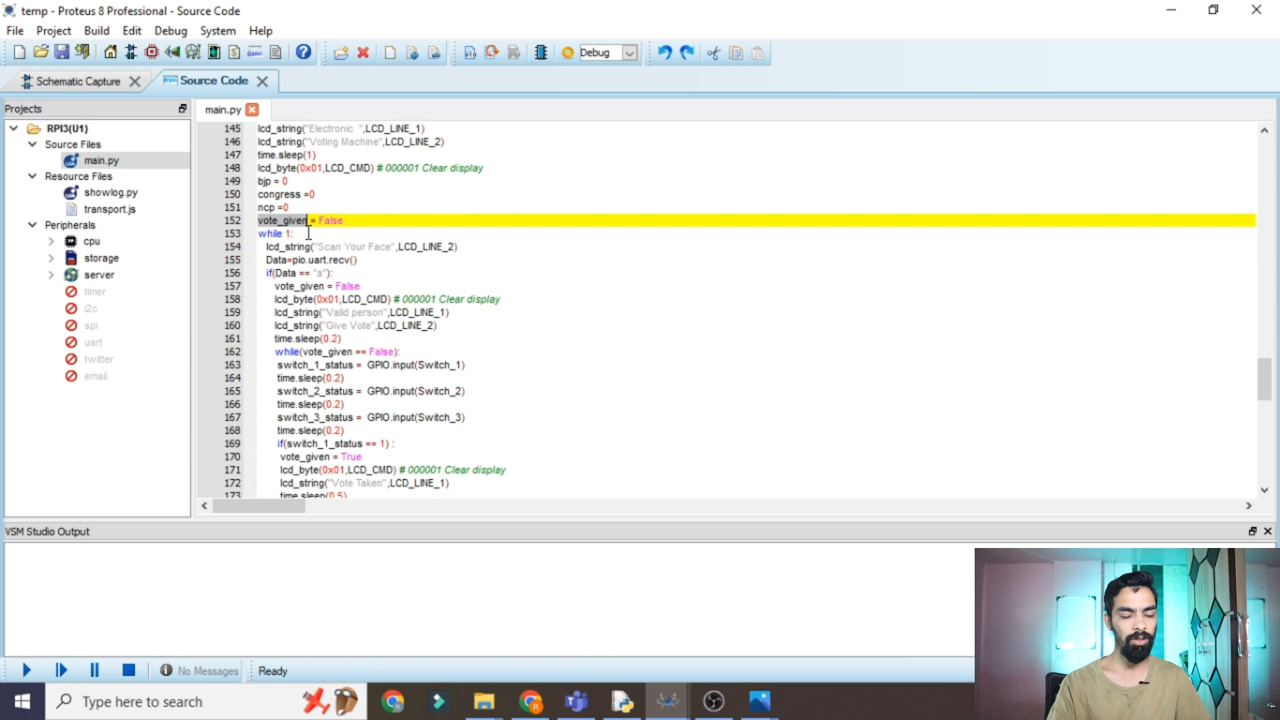 temp - Proteus 8 Professional - Source Code
File Project Build Edit Debug System Help
Debug
Schematic Capture Source Code
Projects main.py
RPI3(U1)
Source Files
main.py
Resource Files
showlog.py
transport.js
Peripherals
cpu
storage
server
timer
i2c
spi
uart
twitter
email
145 lcd_string("Electronic ",LCD_LINE_1)
146 lcd_string("Voting Machine",LCD_LINE_2)
147 time.sleep(1)
148 lcd_byte(0x01,LCD_CMD) # 000001 Clear display
149 bjp = 0
150 congress =0
151 ncp =0
152 vote_given = False
153 while 1:
154 lcd_string("Scan Your Face",LCD_LINE_2)
155 Data=pio.uart.recv()
156 if(Data == "a"):
157 vote_given = False
158 lcd_byte(0x01,LCD_CMD) # 000001 Clear display
159 lcd_string("Valid person",LCD_LINE_1)
160 lcd_string("Give Vote",LCD_LINE_2)
161 time.sleep(0.2)
162 while(vote_given == False):
163 switch_1_status = GPIO.input(Switch_1)
164 time.sleep(0.2)
165 switch_2_status = GPIO.input(Switch_2)
166 time.sleep(0.2)
167 switch_3_status = GPIO.input(Switch_3)
168 time.sleep(0.2)
169 if(switch_1_status == 1) :
170 vote_given = True
171 lcd_byte(0x01,LCD_CMD) # 000001 Clear display
172 lcd_string("Vote Taken",LCD_LINE_1)
173 time.sleep(0.5)
VSM Studio Output
No Messages Ready
Type here to search